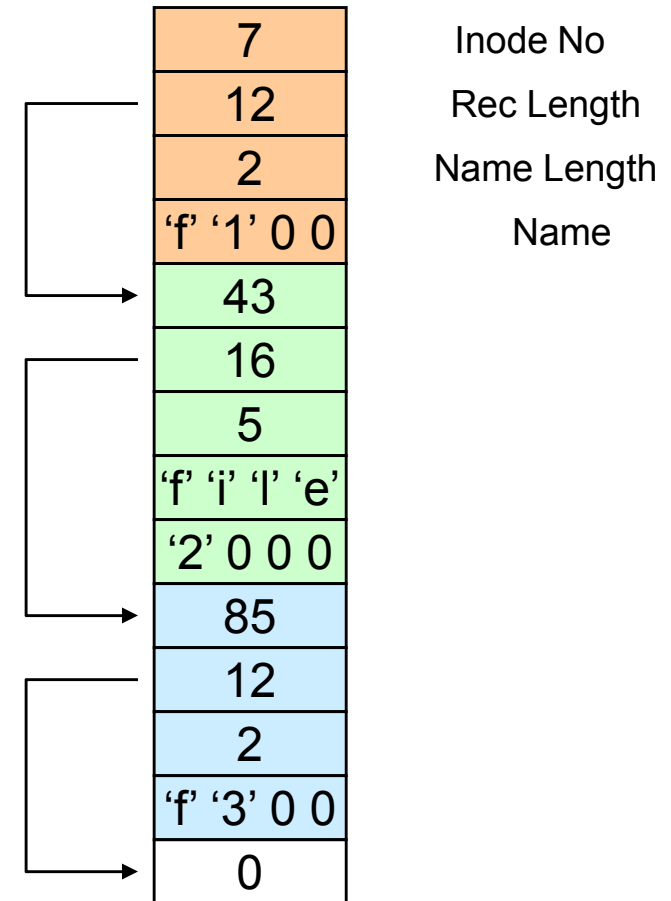 7 Inode No
12 Rec Length
2 Name Length
‘f’ ‘1’ 0 0 Name
43
16
5
‘f’ ‘i’ ‘l’ ‘e’
‘2’ 0 0 0
85
12
2
‘f’ ‘3’ 0 0
0